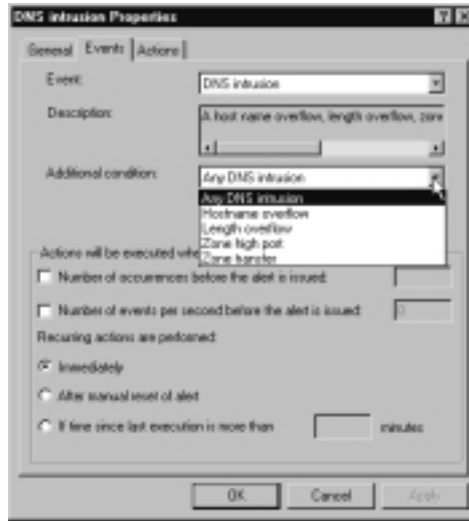 DNS intrusion Properties
General Events Actions
Event: DNS intrusion
Description: A host name overflow, length overflow, zone
Additional condition: Any DNS intrusion
Any DNS intrusion
Hostname overflow
Length overflow
Zone high port
Zone transfer
Actions will be executed whe
Number of occurrences before the alert is issued:
Number of events per second before the alert is issued: 0
Recurring actions are performed:
Immediately
After manual reset of alert
If time since last execution is more than minutes
OK Cancel Apply